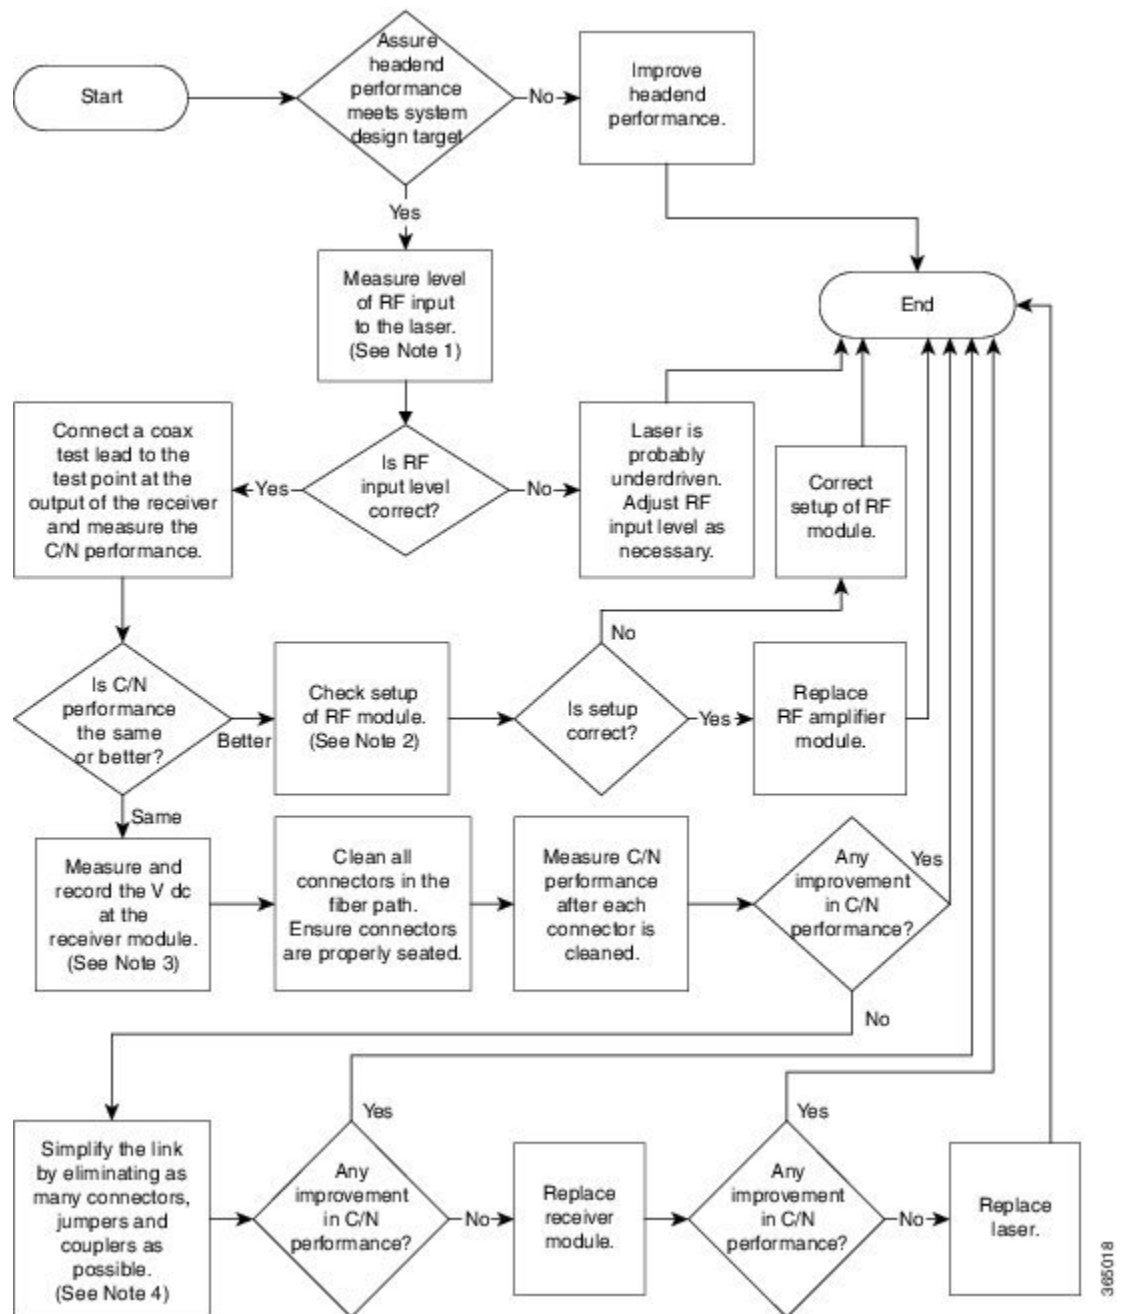 Start
Assure
headend
performance
meets system
design target
No
Improve
headend
performance.
Yes
Measure level
of RF input
to the laser.
(See Note 1)
End
Connect a coax
test lead to the
test point at the
output of the receiver
and measure the
C/N performance.
Yes
Is RF
input level
correct?
No
Laser is
probably
underdriven.
Adjust RF
input level as
necessary.
Correct
setup of RF
module.
No
Is C/N
performance
the same
or better?
Better
Check setup
of RF module.
(See Note 2)
Is setup
correct?
Yes
Replace
RF amplifier
module.
Same
Measure and
record the V dc
at the
receiver module.
(See Note 3)
Clean all
connectors in the
fiber path.
Ensure connectors
are properly seated.
Measure C/N
performance
after each
connector is
cleaned.
Any
improvement
in C/N
performance?
Yes
No
Simplify the link
by eliminating as
many connectors,
jumpers and
couplers as
possible.
(See Note 4)
Yes
Any
improvement
in C/N
performance?
No
Replace
receiver
module.
Yes
Any
improvement
in C/N
performance?
No
Replace
laser.
365018